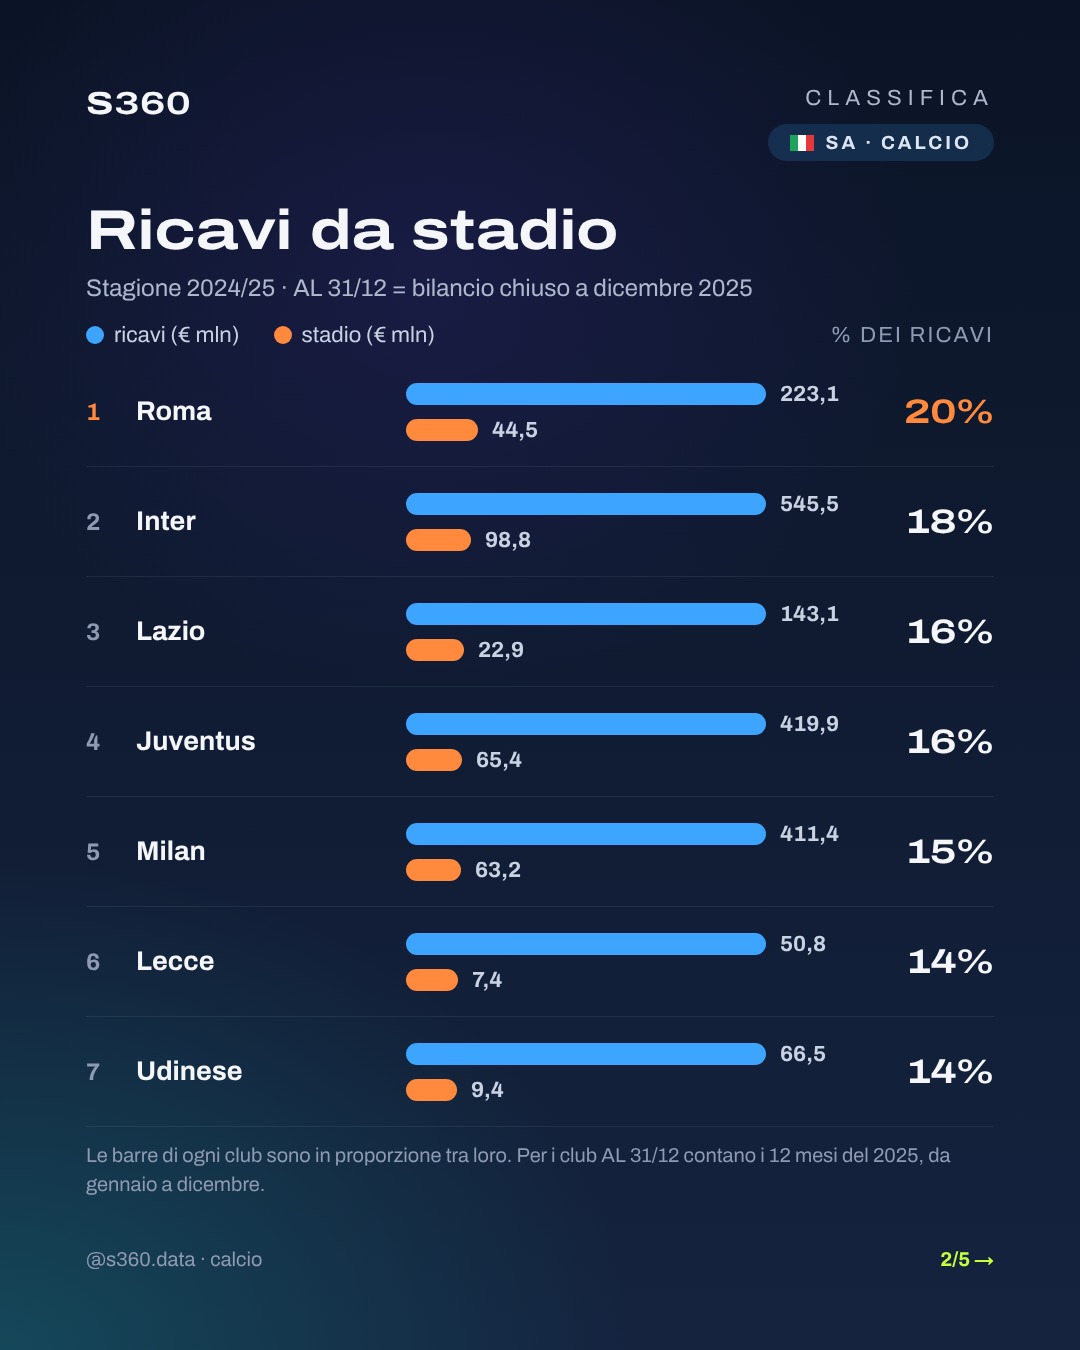 S360
CLASSIFICA
SA · CALCIO
Ricavi da stadio
Stagione 2024/25 · AL 31/12 = bilancio chiuso a dicembre 2025
ricavi (€ mln) stadio (€ mln) % DEI RICAVI
1 Roma 223,1 20%
44,5
2 Inter 545,5 18%
98,8
3 Lazio 143,1 16%
22,9
4 Juventus 419,9 16%
65,4
5 Milan 411,4 15%
63,2
6 Lecce 50,8 14%
7,4
7 Udinese 66,5 14%
9,4
Le barre di ogni club sono in proporzione tra loro. Per i club AL 31/12 contano i 12 mesi del 2025, da
gennaio a dicembre.
@s360.data · calcio 2/5 →